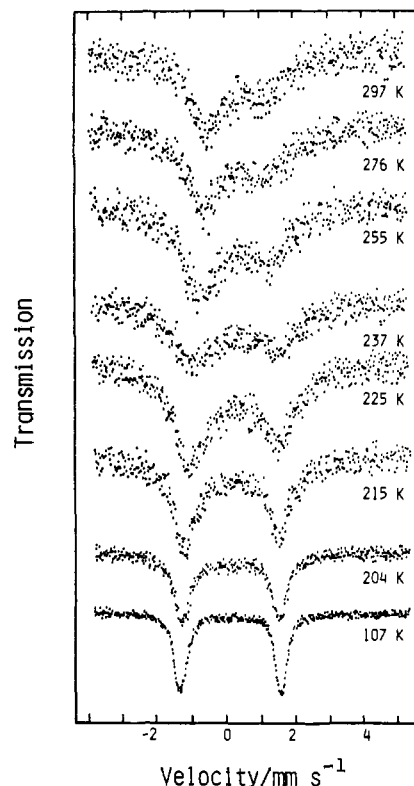 297 K
276 K
255 K
237 K
225 K
215 K
204 K
107 K
Transmission
-2 0 2 4
Velocity/mm s⁻¹